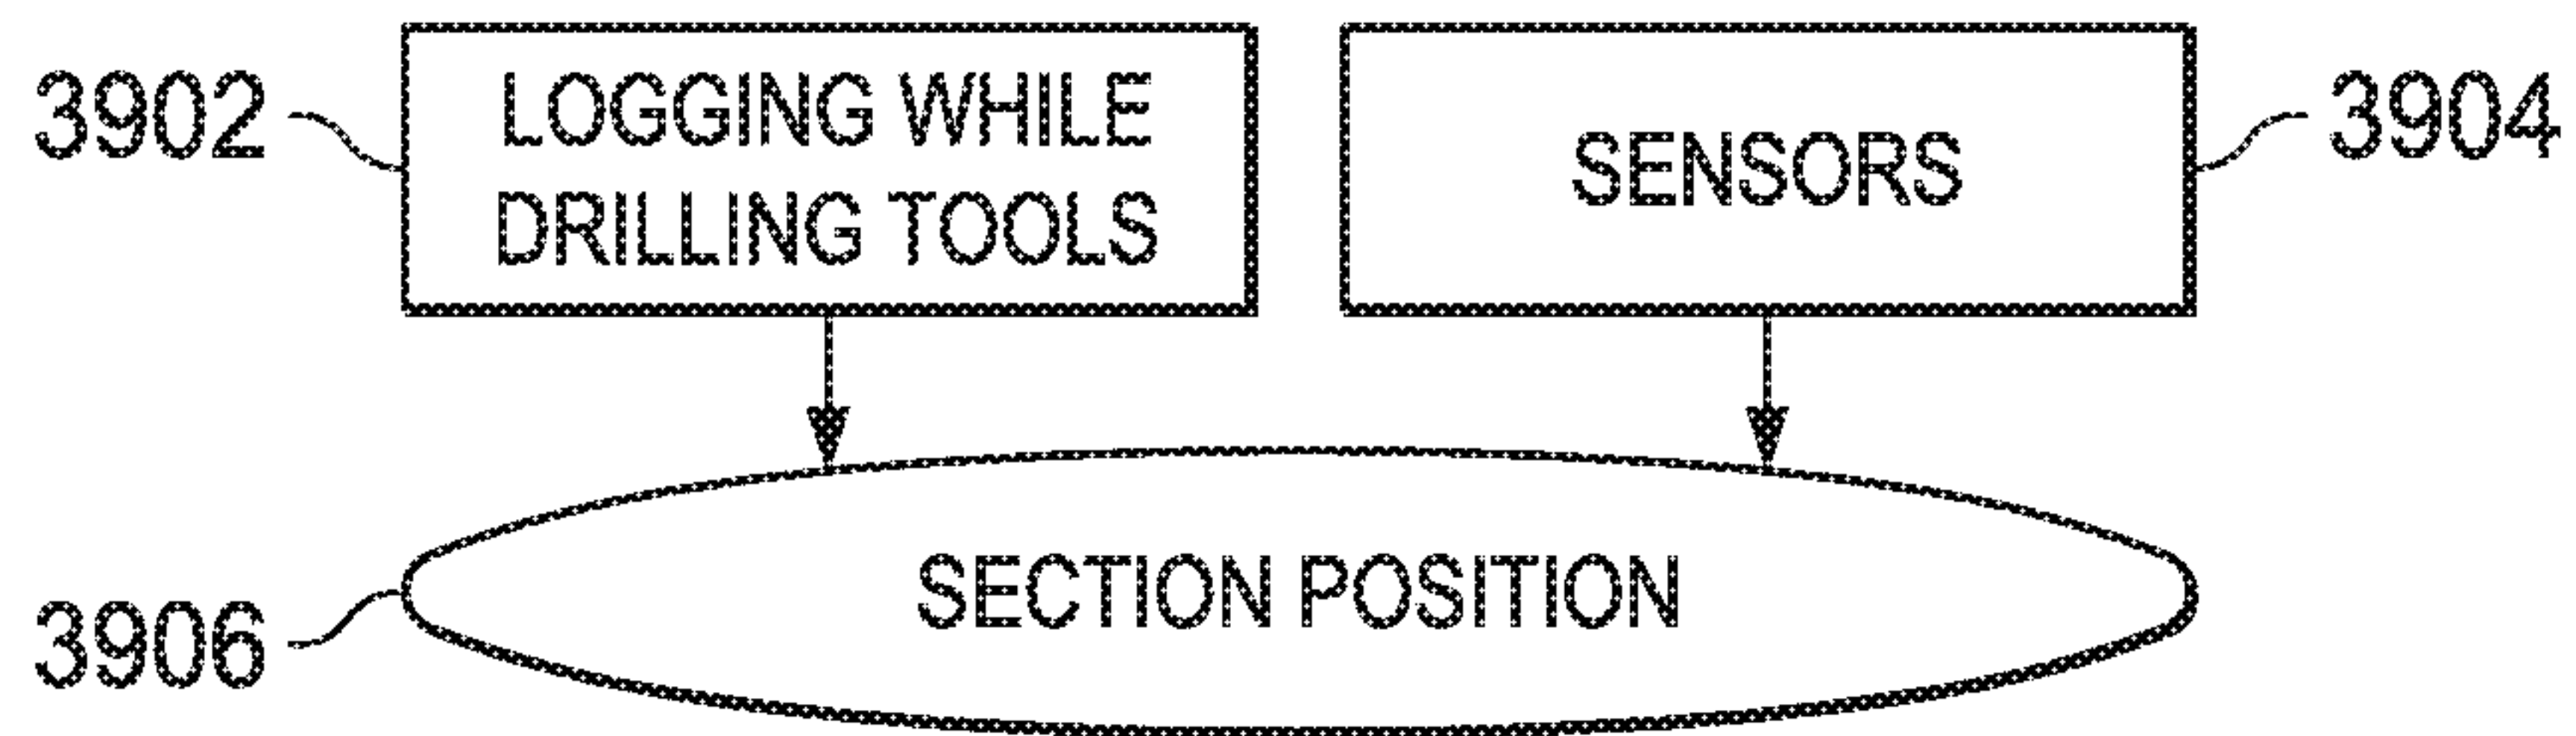 3902
LOGGING WHILE
DRILLING TOOLS
SENSORS
3904
SECTION POSITION
3906